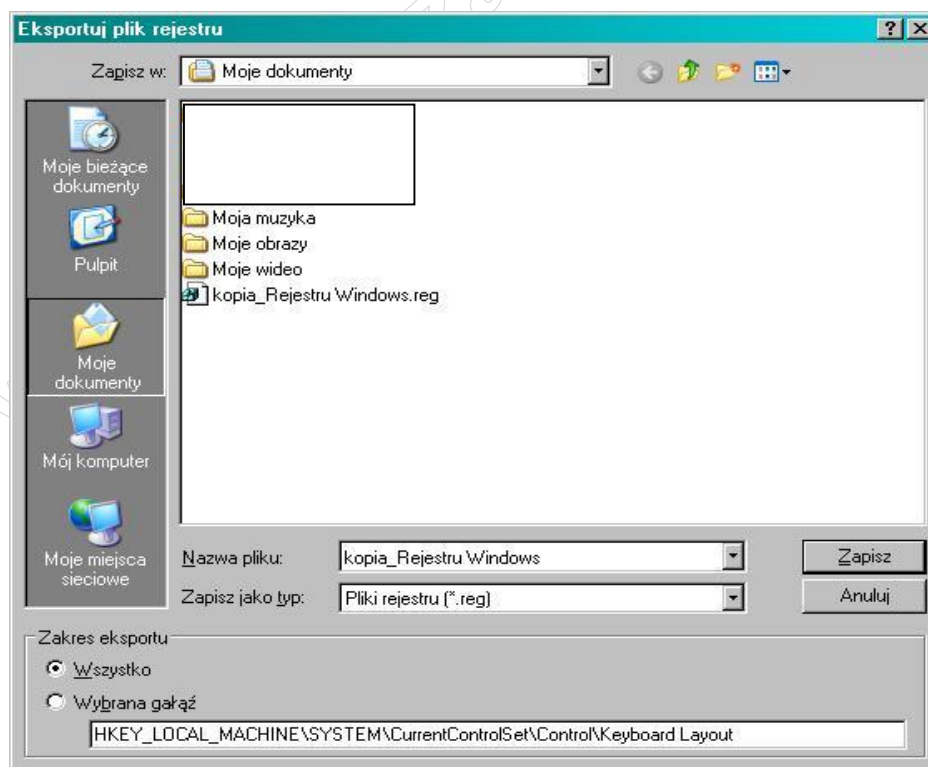 Eksportuj plik rejestru
Zapisz w: Moje dokumenty
Moje bieżące
dokumenty
Pulpit
Moje
dokumenty
Mój komputer
Moje miejsca
sieciowe
Moja muzyka
Moje obrazy
Moje wideo
kopia_Rejestru Windows.reg
Nazwa pliku: kopia_Rejestru Windows Zapisz
Zapisz jako typ: Pliki rejestru (*.reg) Anuluj
Zakres eksportu
Wszystko
Wybrana gałąź
HKEY_LOCAL_MACHINE\SYSTEM\CurrentControlSet\Control\Keyboard Layout